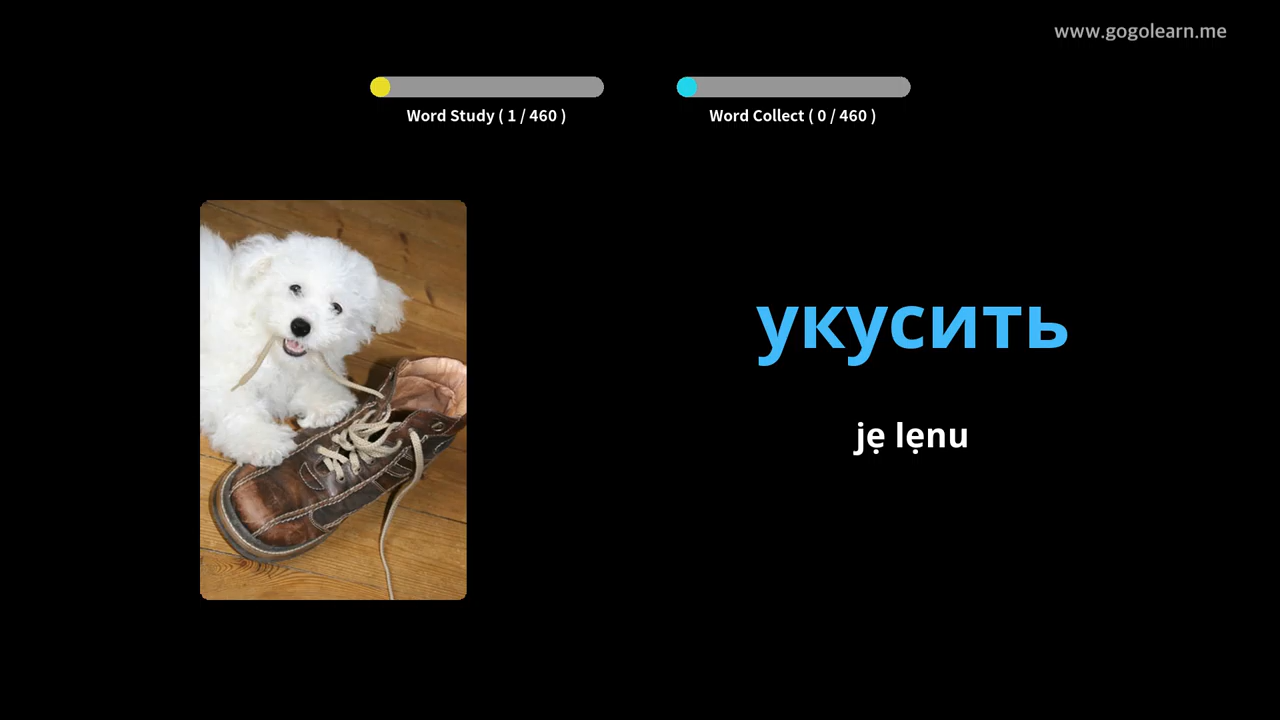 www.gogolearn.me
Word Study ( 1 / 460 )
Word Collect ( 0 / 460 )
укусить
jẹ lẹnu